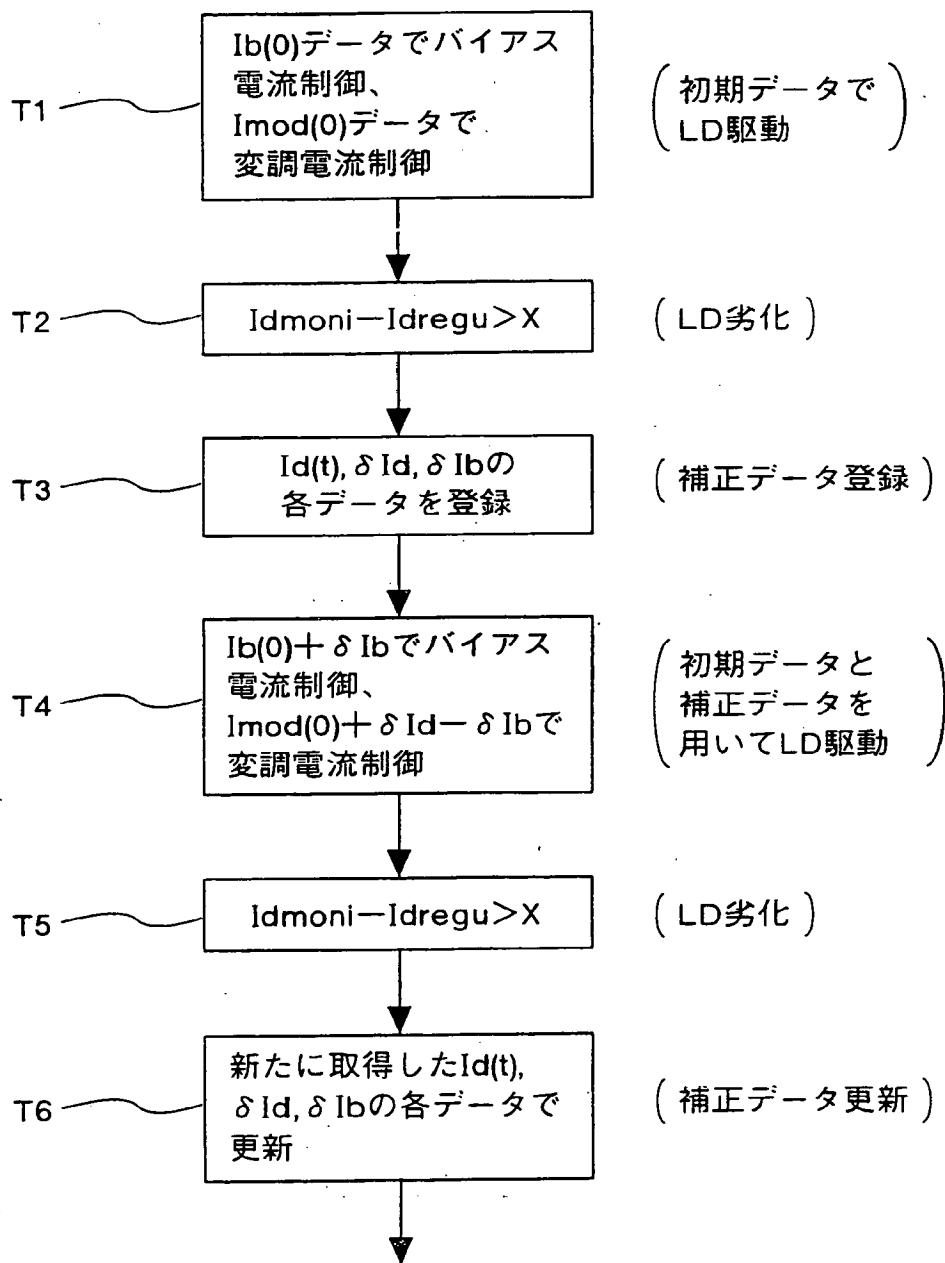 T1
Ib(0)データでバイアス
電流制御、
Imod(0)データで
変調電流制御
(初期データで
LD駆動)
T2
Idmoni－Idregu＞X
(LD劣化)
T3
Id(t),δId,δIbの
各データを登録
(補正データ登録)
T4
Ib(0)＋δIbでバイアス
電流制御、
Imod(0)＋δId－δIbで
変調電流制御
(初期データと
補正データを
用いてLD駆動)
T5
Idmoni－Idregu＞X
(LD劣化)
T6
新たに取得したId(t),
δId,δIbの各データで
更新
(補正データ更新)